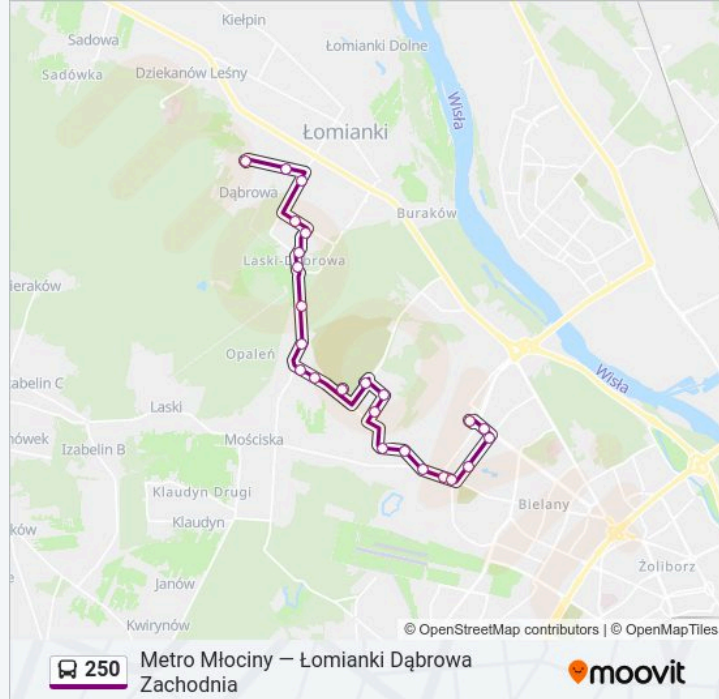 Kiełpin
Sadowa
Łomianki Dolne
Sadówka
Dziekanów Leśny
Wisła
Łomianki
Dąbrowa
Buraków
Laski-Dąbrowa
ieraków
Opaleń
Wisła
abelin C
Laski
ówek
Mościska
Izabelin B
Klaudyn Drugi
Bielany
Klaudyn
ków
Żoliborz
Janów
Kwirynów
© OpenStreetMap contributors | © OpenMapTiles
250
Metro Młociny — Łomianki Dąbrowa
Zachodnia
moovit